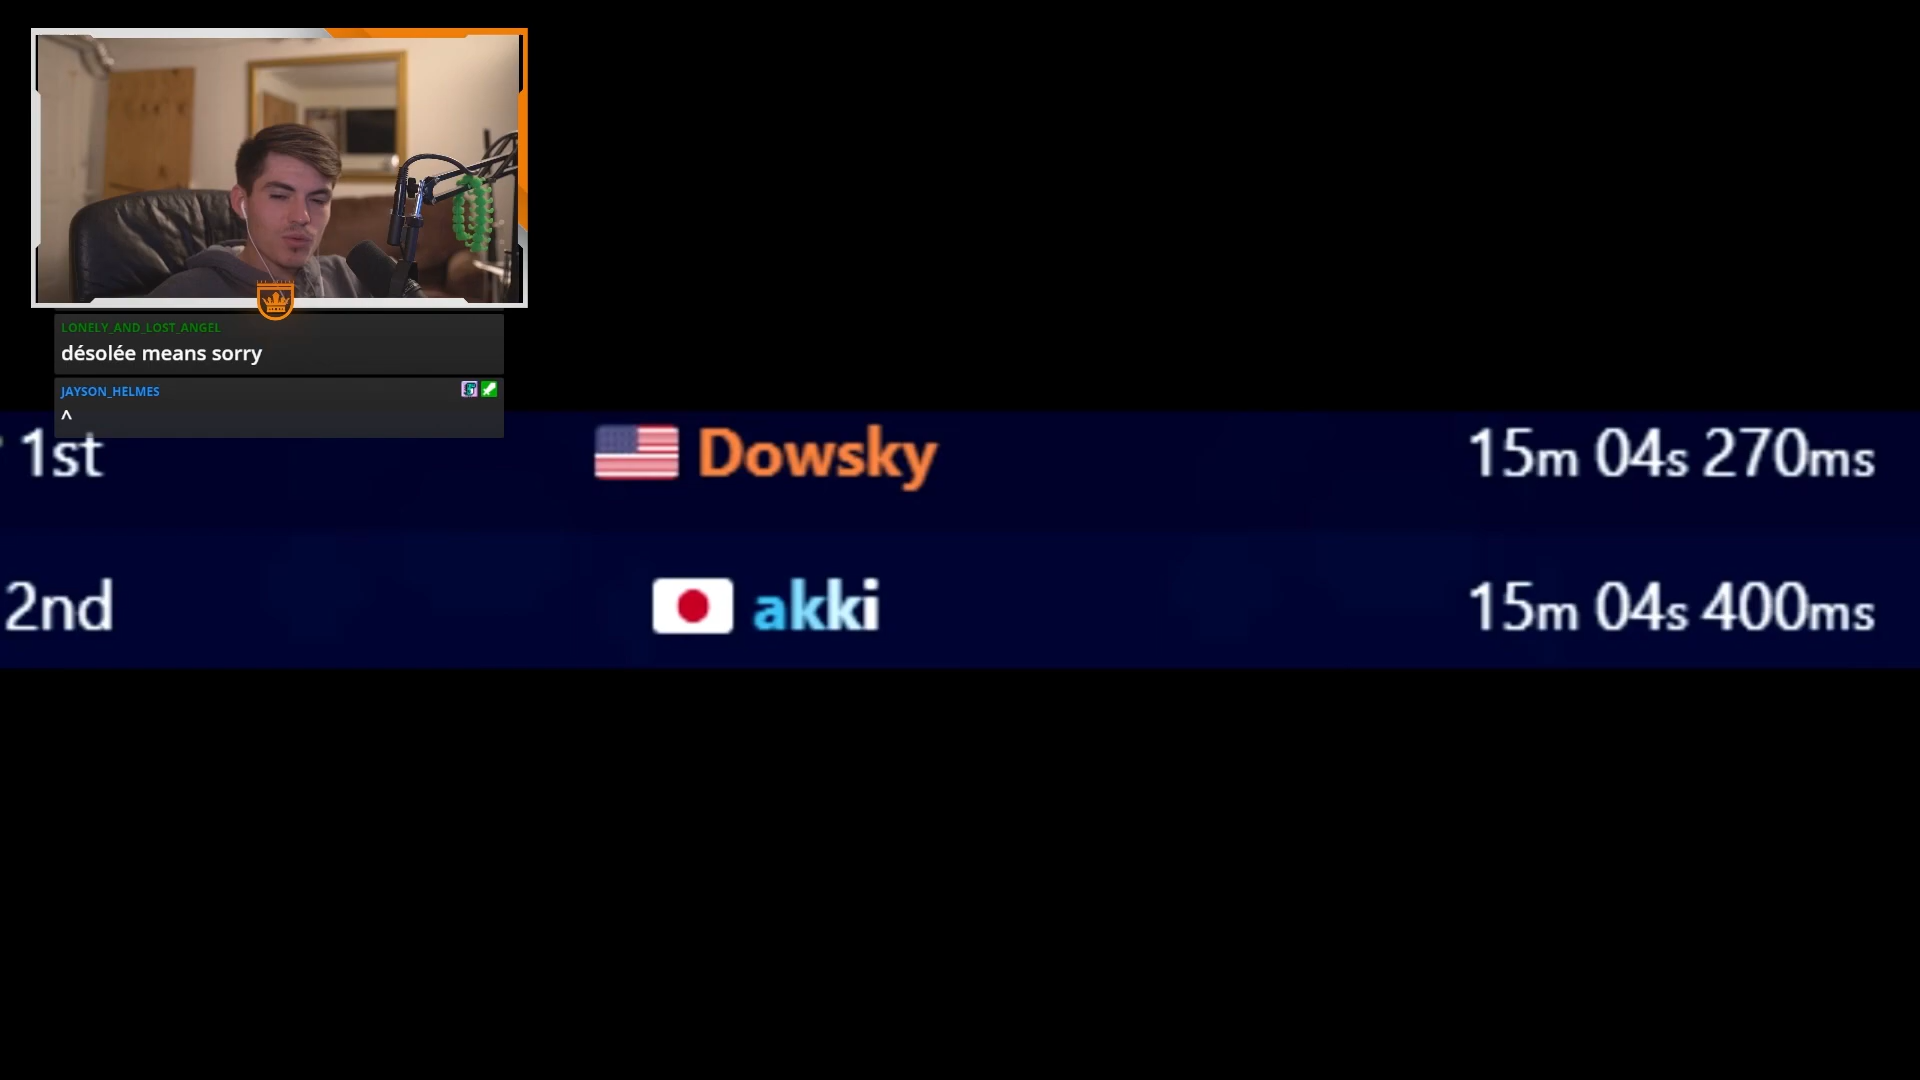 LONELY_AND_LOST_ANGEL
désolée means sorry
JAYSON_HELMES
^
1st Dowsky 15m 04s 270ms
2nd akki 15m 04s 400ms